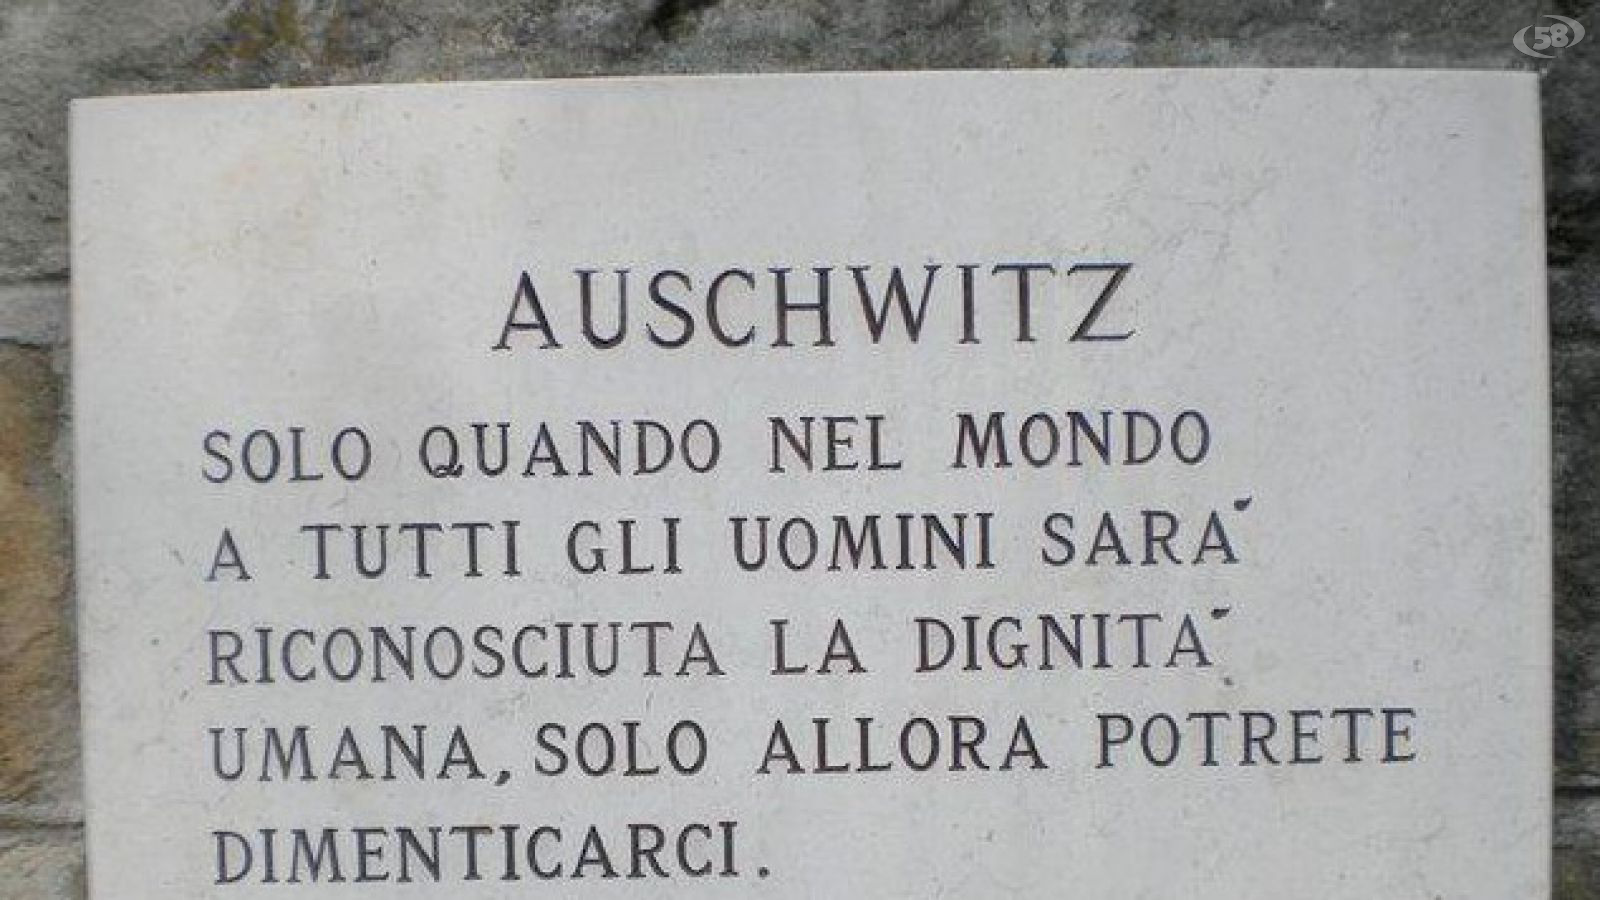 58
AUSCHWITZ
SOLO QUANDO NEL MONDO
A TUTTI GLI UOMINI SARÁ
RICONOSCIUTA LA DIGNITÁ
UMANA, SOLO ALLORA POTRETE
DIMENTICARCI.